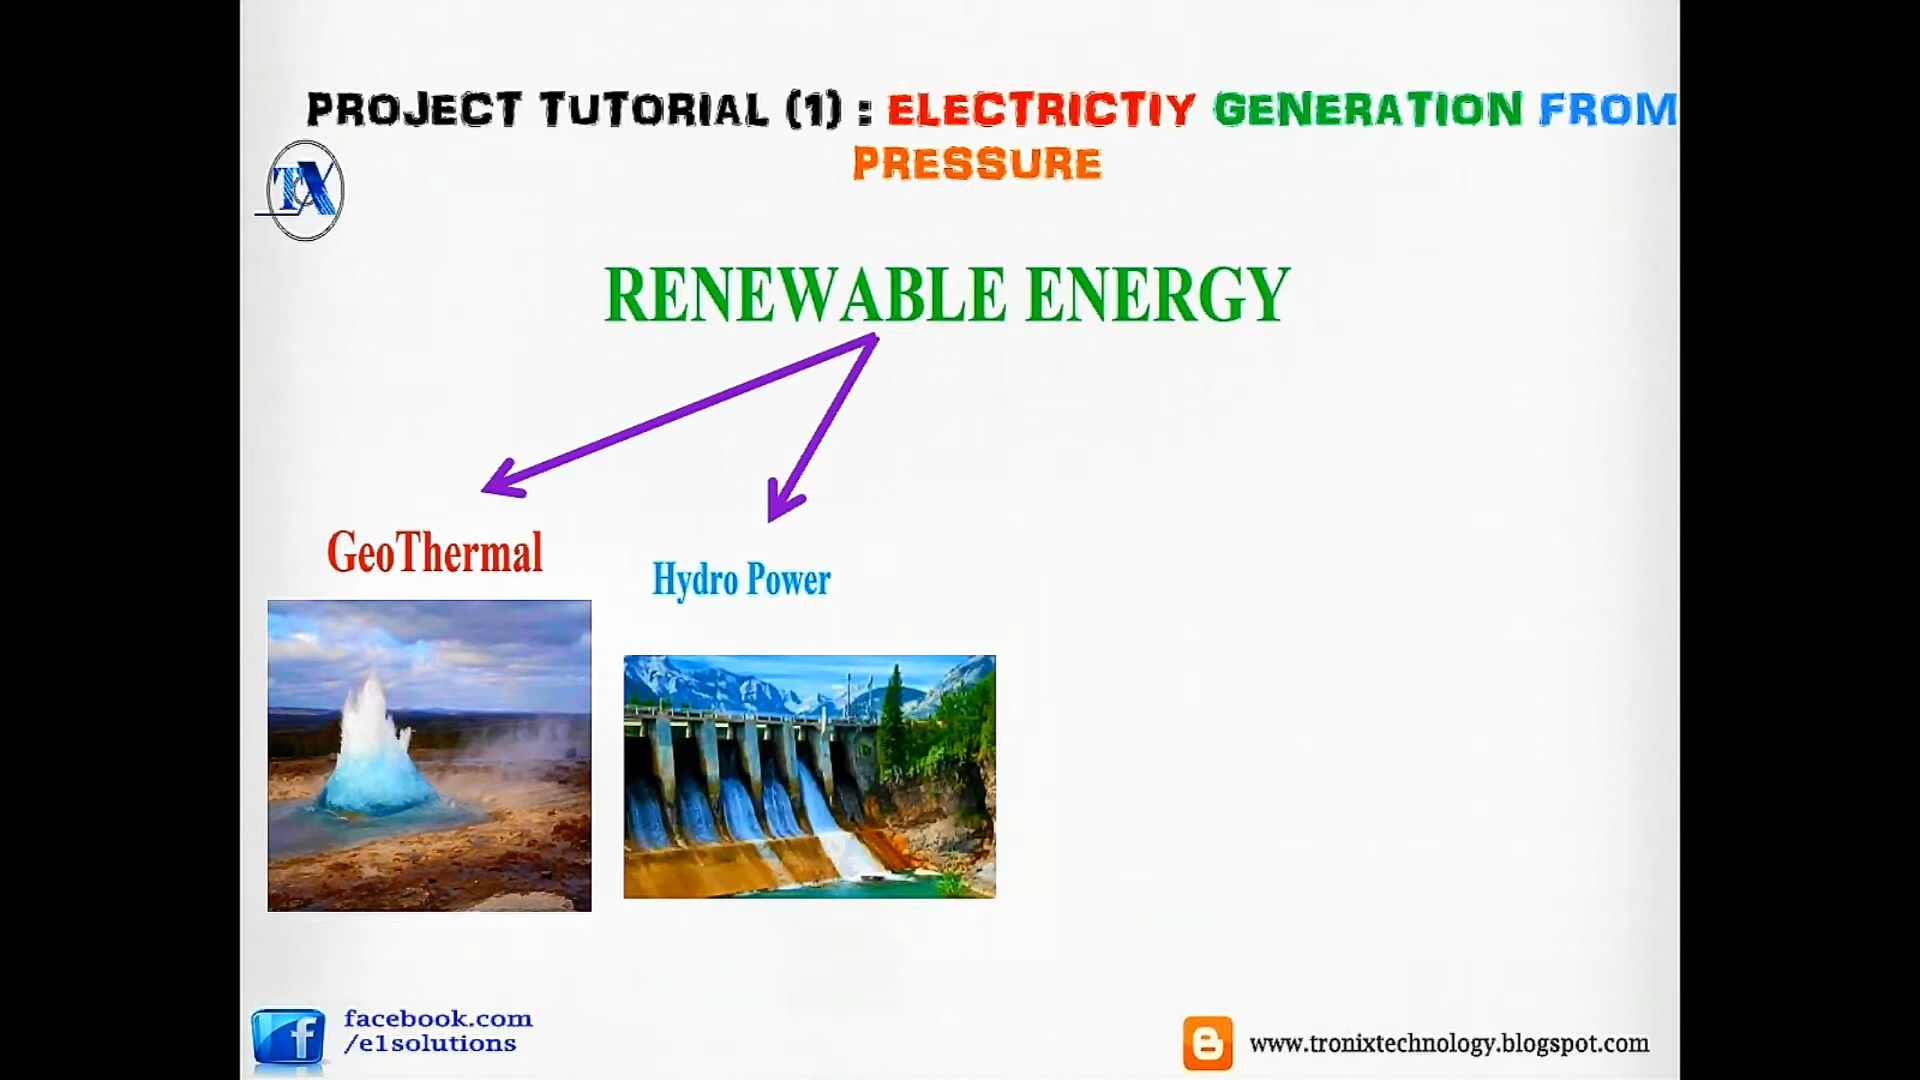 PROJECT TUTORIAL (1) : ELECTRICTIY GENERATION FROM
PRESSURE
TX
RENEWABLE ENERGY
GeoThermal
Hydro Power
facebook.com
/e1solutions
www.tronixtechnology.blogspot.com